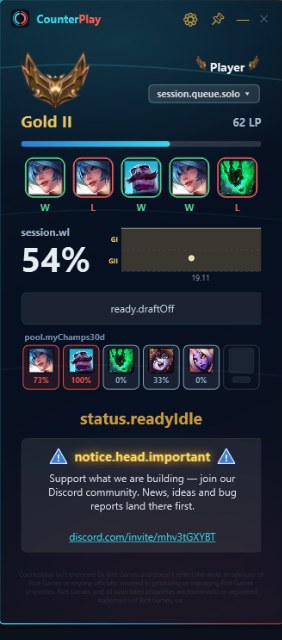 CounterPlay
Player
session.queue.solo
Gold II
62 LP
W L W W L
session.wl
54%
GI
GII
19.11
ready.draftOff
pool.myChamps30d
73% 100% 0% 33% 0%
status.readyIdle
notice.head.important
Support what we are building — join our
Discord community. News, ideas and bug
reports land there first.
discord.com/invite/mhv3tGXYBT